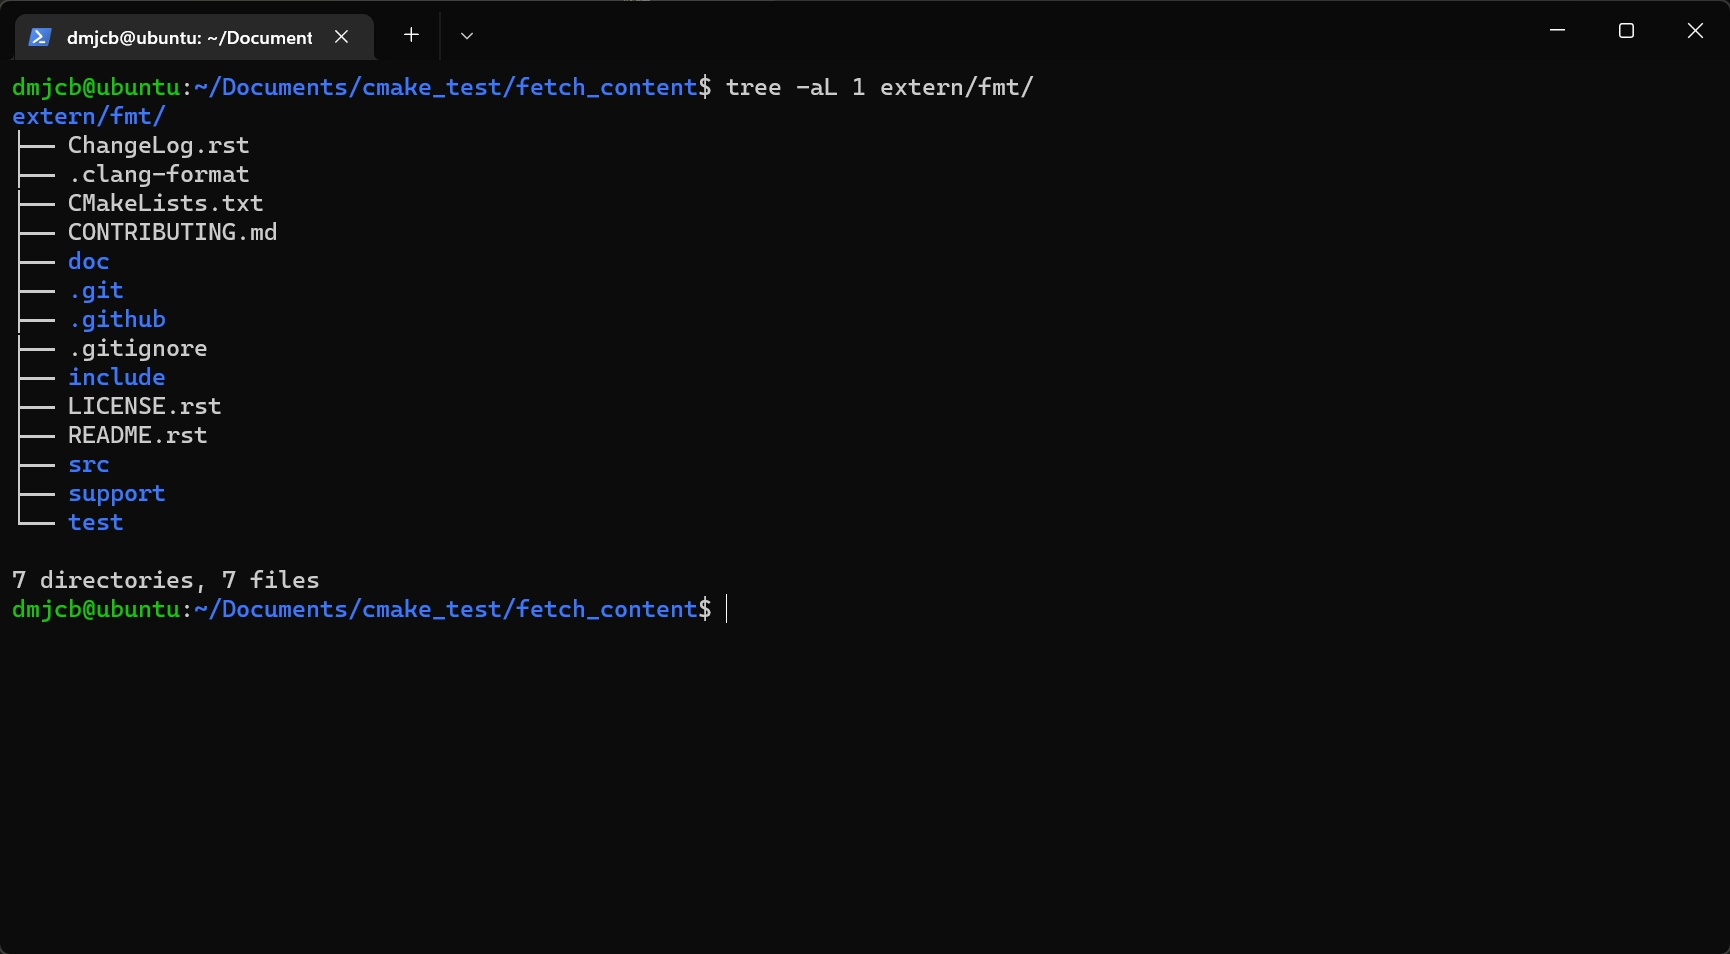 dmjcb@ubuntu: ~/Document
dmjcb@ubuntu:~/Documents/cmake_test/fetch_content$ tree -aL 1 extern/fmt/
extern/fmt/
├── ChangeLog.rst
├── .clang-format
├── CMakeLists.txt
├── CONTRIBUTING.md
├── doc
├── .git
├── .github
├── .gitignore
├── include
├── LICENSE.rst
├── README.rst
├── src
├── support
└── test
7 directories, 7 files
dmjcb@ubuntu:~/Documents/cmake_test/fetch_content$